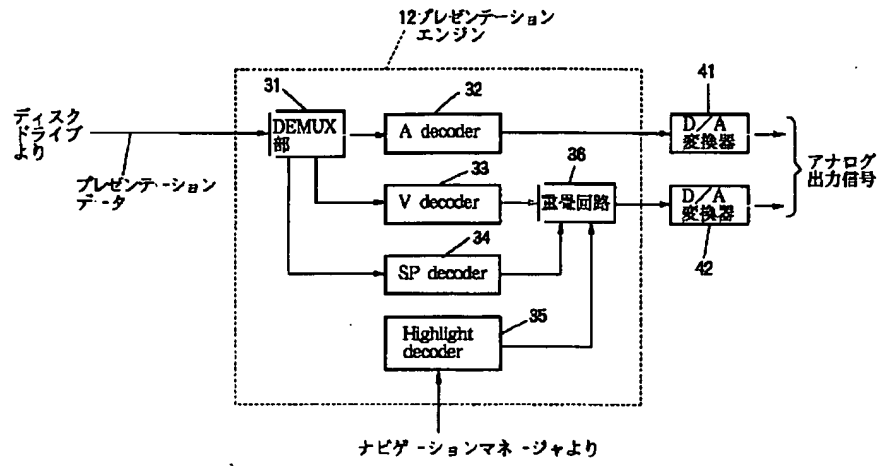 12プレゼンテーション
エンジン
ディスク
ドライブ
より
プレゼンテーション
データ
31
DEMUX
部
32
A decoder
33
V decoder
34
SP decoder
35
Highlight
decoder
36
重畳回路
41
D/A
変換器
D/A
変換器
42
アナログ
出力信号
ナビゲーションマネージャより